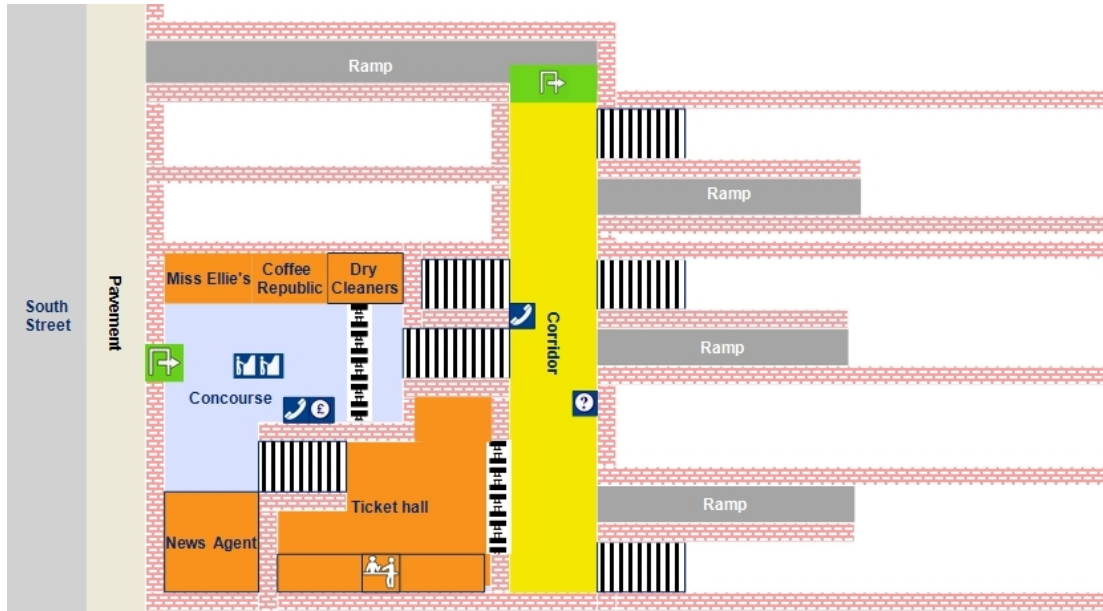 Ramp
Ramp
Miss Ellie's
Coffee
Republic
Dry
Cleaners
South
Street
Pavement
Corridor
Ramp
?
Concourse
£
Ramp
Ticket hall
News Agent